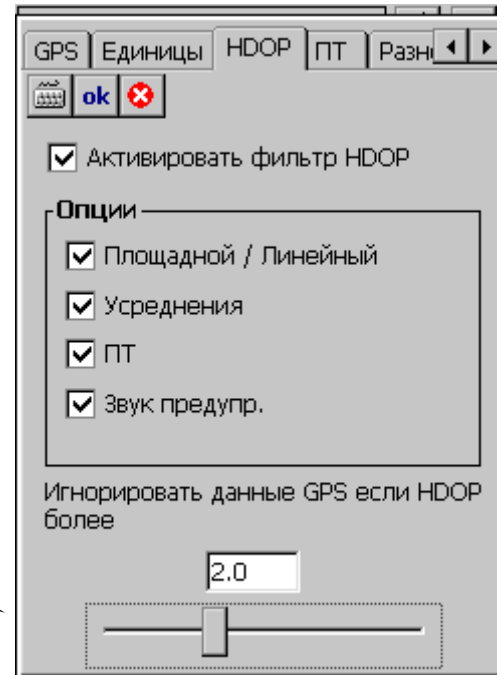 GPS Единицы HDOP ПТ Разн
ok
Активировать фильтр HDOP
Опции
Площадной / Линейный
Усреднения
ПТ
Звук предупр.
Игнорировать данные GPS если HDOP
более
2.0